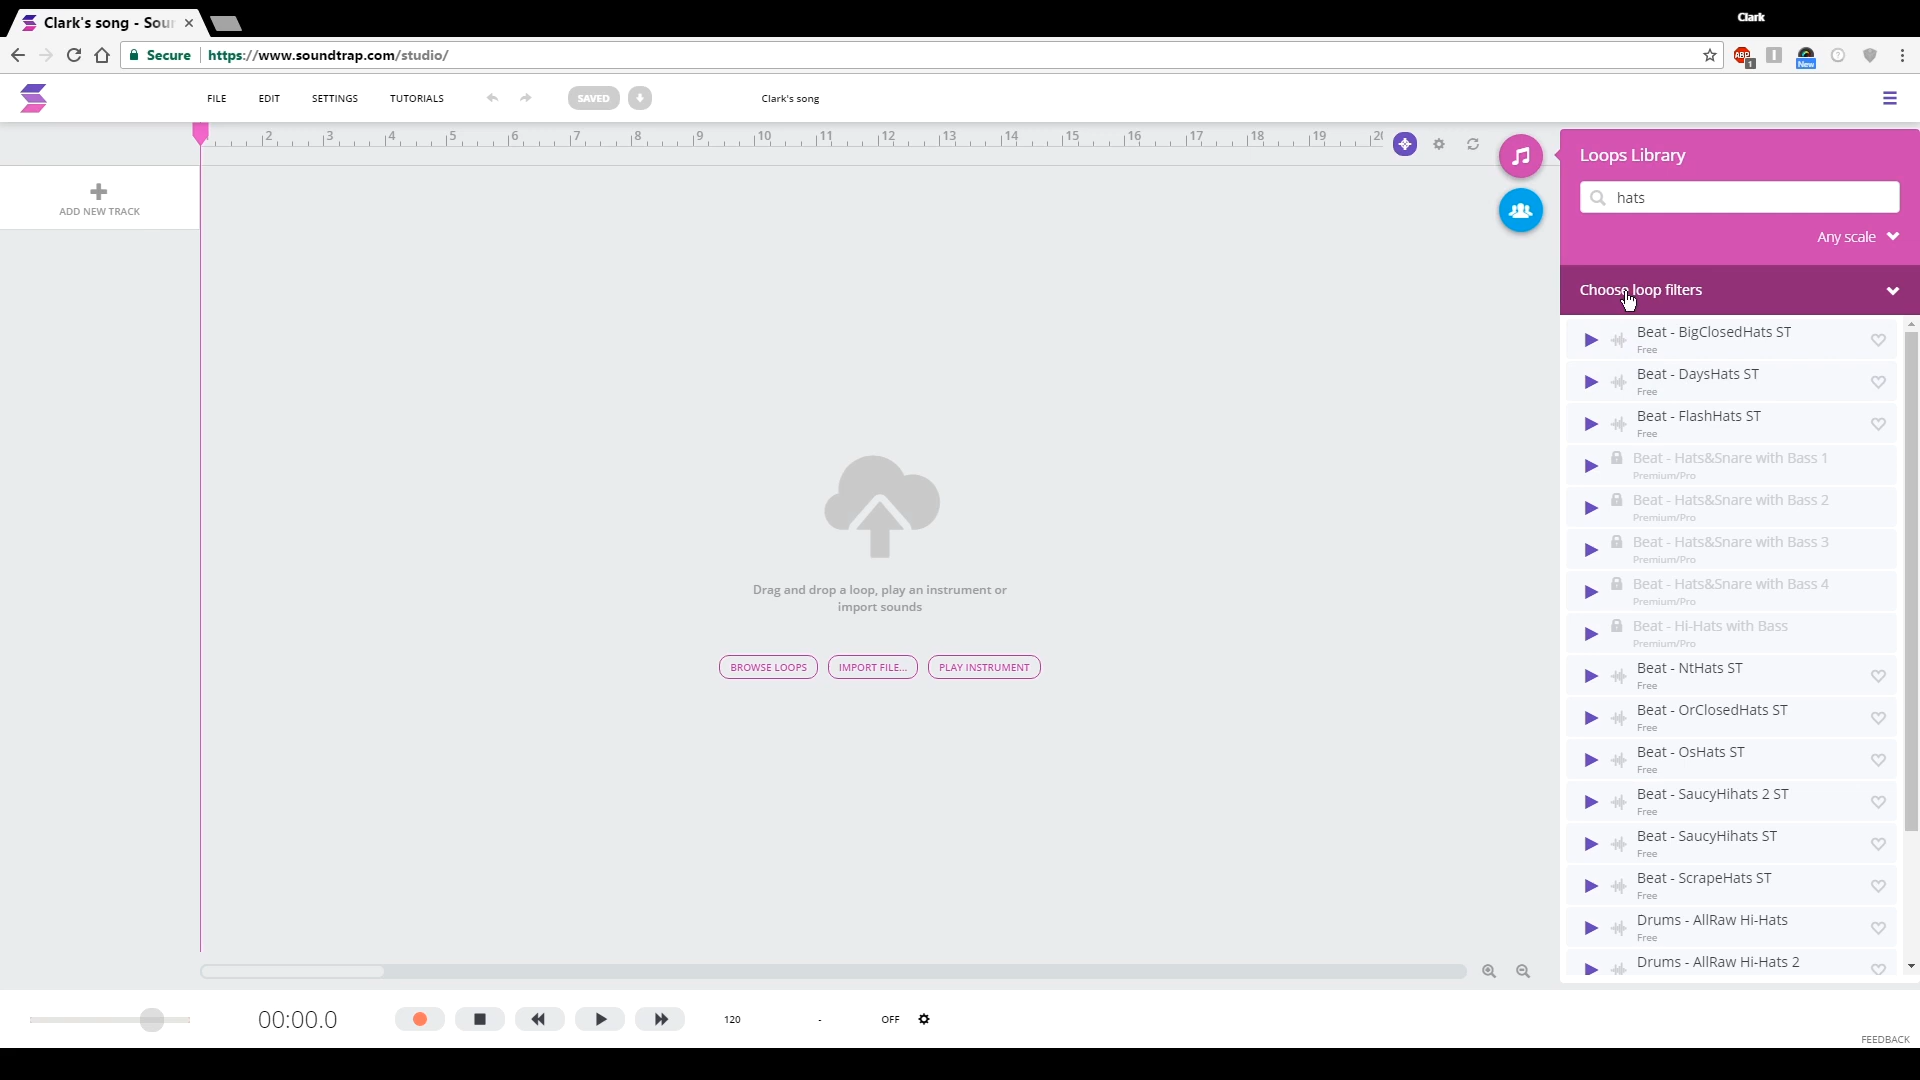 Clark's song - Sour
Clark
Secure
https://www.soundtrap.com/studio/
ABP
1
New
FILE
EDIT
SETTINGS
TUTORIALS
SAVED
Clark's song
2
3
4
5
6
7
8
9
10
11
12
13
14
15
16
17
18
19
ADD NEW TRACK
Drag and drop a loop, play an instrument or
import sounds
BROWSE LOOPS
IMPORT FILE...
PLAY INSTRUMENT
Loops Library
hats
Any scale
Choose loop filters
Beat - BigClosedHats ST
Free
Beat - DaysHats ST
Free
Beat - FlashHats ST
Free
Beat - Hats&Snare with Bass 1
Premium/Pro
Beat - Hats&Snare with Bass 2
Premium/Pro
Beat - Hats&Snare with Bass 3
Premium/Pro
Beat - Hats&Snare with Bass 4
Premium/Pro
Beat - Hi-Hats with Bass
Premium/Pro
Beat - NtHats ST
Free
Beat - OrClosedHats ST
Free
Beat - OsHats ST
Free
Beat - SaucyHihats 2 ST
Free
Beat - SaucyHihats ST
Free
Beat - ScrapeHats ST
Free
Drums - AllRaw Hi-Hats
Free
Drums - AllRaw Hi-Hats 2
00:00.0
120
-
OFF
FEEDBACK